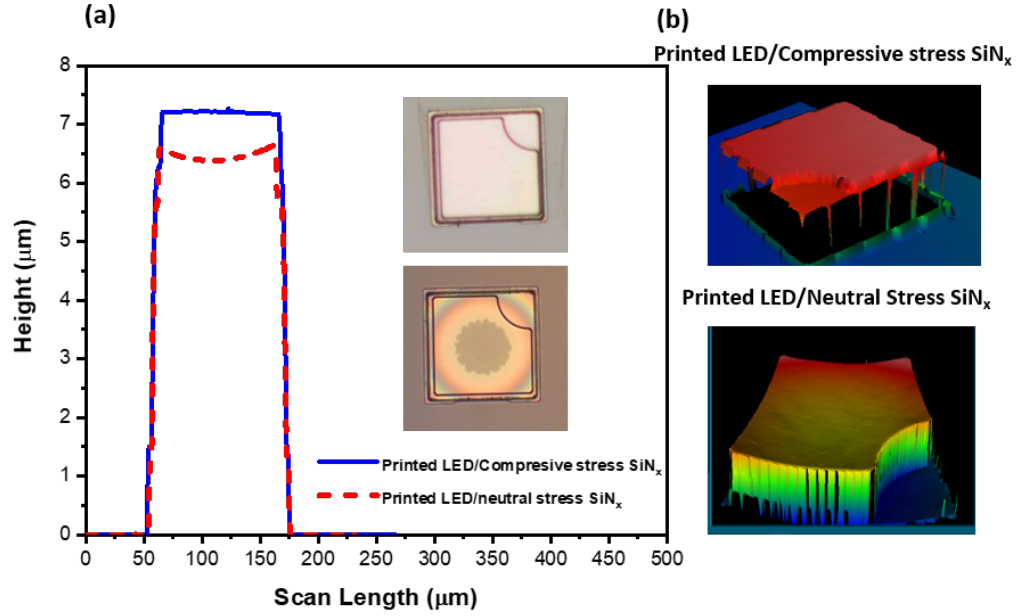 (a)
Height (µm)
8
7
6
5
4
3
2
1
0
0 50 100 150 200 250 300 350 400 450 500
Scan Length (µm)
Printed LED/Compresive stress SiNₓ
Printed LED/neutral stress SiNₓ
(b)
Printed LED/Compressive stress SiNₓ
Printed LED/Neutral Stress SiNₓ